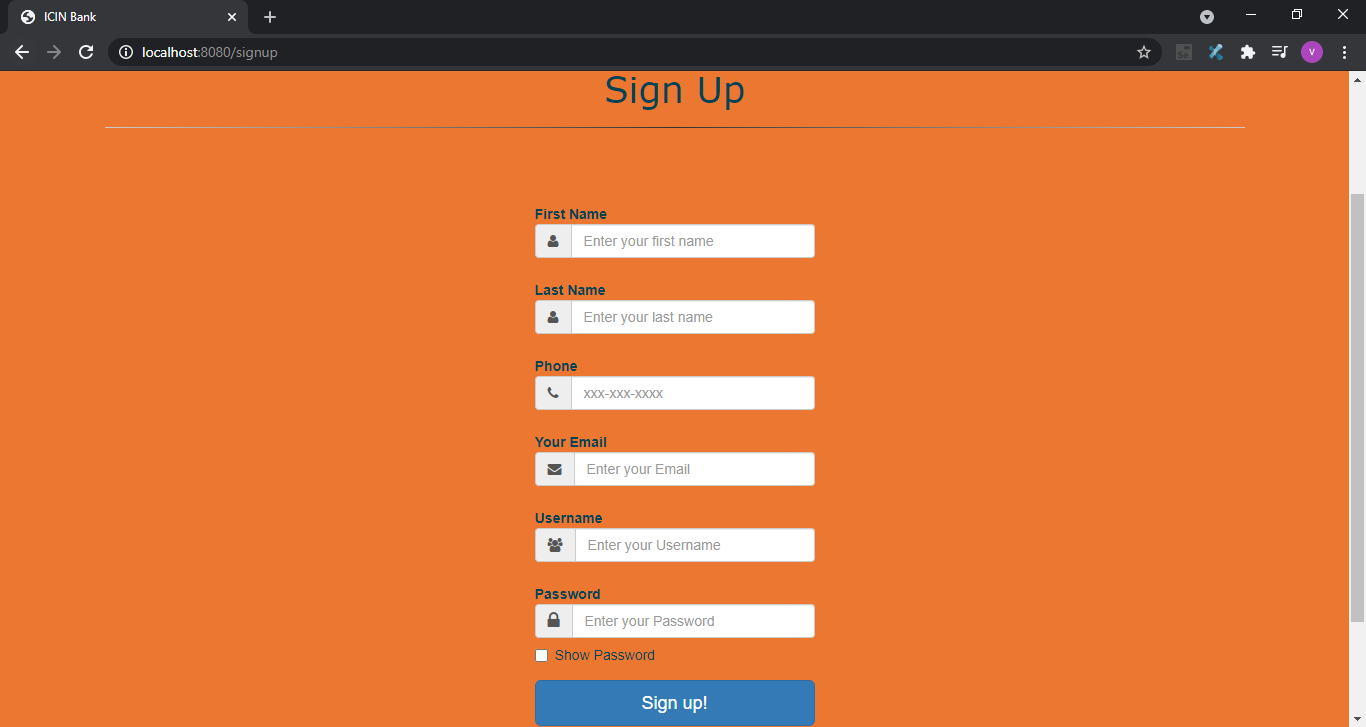 ICIN Bank
localhost:8080/signup
Sign Up
First Name
Enter your first name
Last Name
Enter your last name
Phone
xxx-xxx-xxxx
Your Email
Enter your Email
Username
Enter your Username
Password
Enter your Password
Show Password
Sign up!